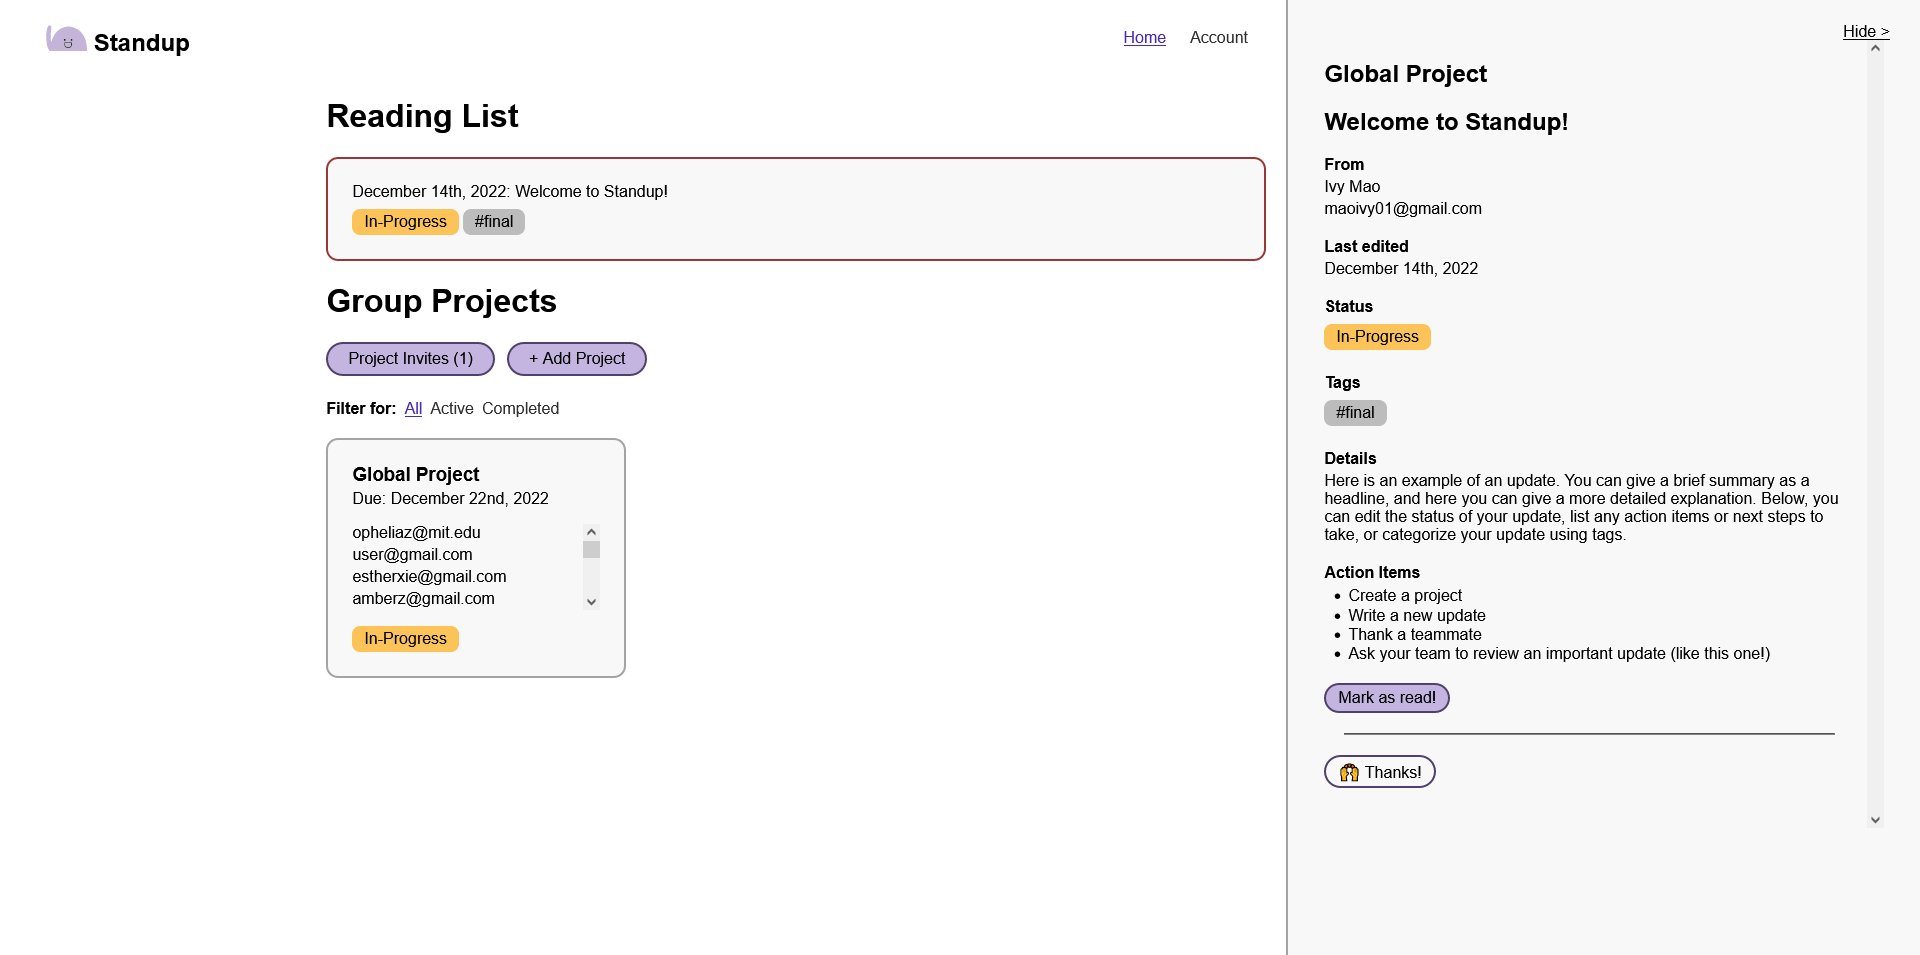 Standup
Home Account
Reading List
December 14th, 2022: Welcome to Standup!
In-Progress #final
Group Projects
Project Invites (1) + Add Project
Filter for: All Active Completed
Global Project
Due: December 22nd, 2022
opheliaz@mit.edu
user@gmail.com
estherxie@gmail.com
amberz@gmail.com
In-Progress
Hide >
Global Project
Welcome to Standup!
From
Ivy Mao
maoivy01@gmail.com
Last edited
December 14th, 2022
Status
In-Progress
Tags
#final
Details
Here is an example of an update. You can give a brief summary as a
headline, and here you can give a more detailed explanation. Below, you
can edit the status of your update, list any action items or next steps to
take, or categorize your update using tags.
Action Items
• Create a project
• Write a new update
• Thank a teammate
• Ask your team to review an important update (like this one!)
Mark as read!
🙌 Thanks!